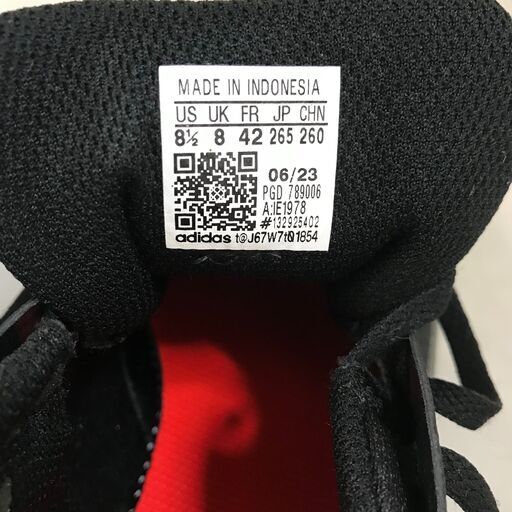 MADE IN INDONESIA
US UK FR JP CHN
8½ 8 42 265 260
06/23
PGD 789006
A:IE1978
#132925402
adidas t@J67W7t01854